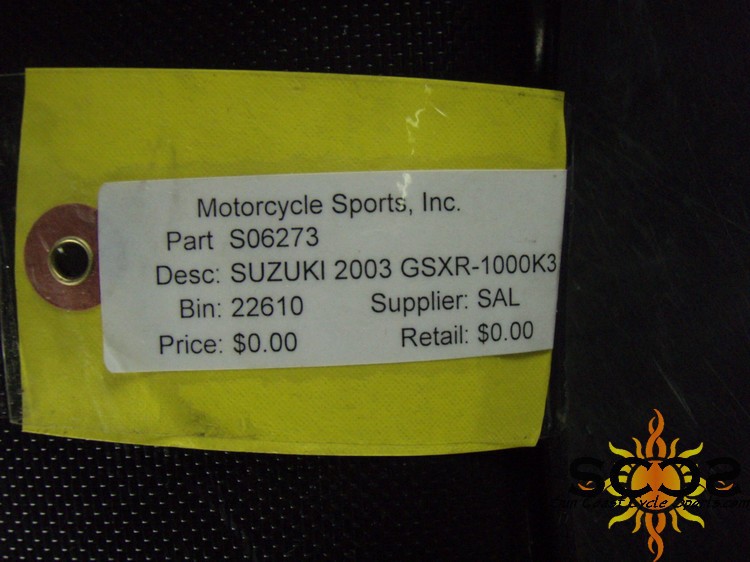 Motorcycle Sports, Inc.
Part S06273
Desc: SUZUKI 2003 GSXR-1000K3
Bin: 22610 Supplier: SAL
Price: $0.00 Retail: $0.00